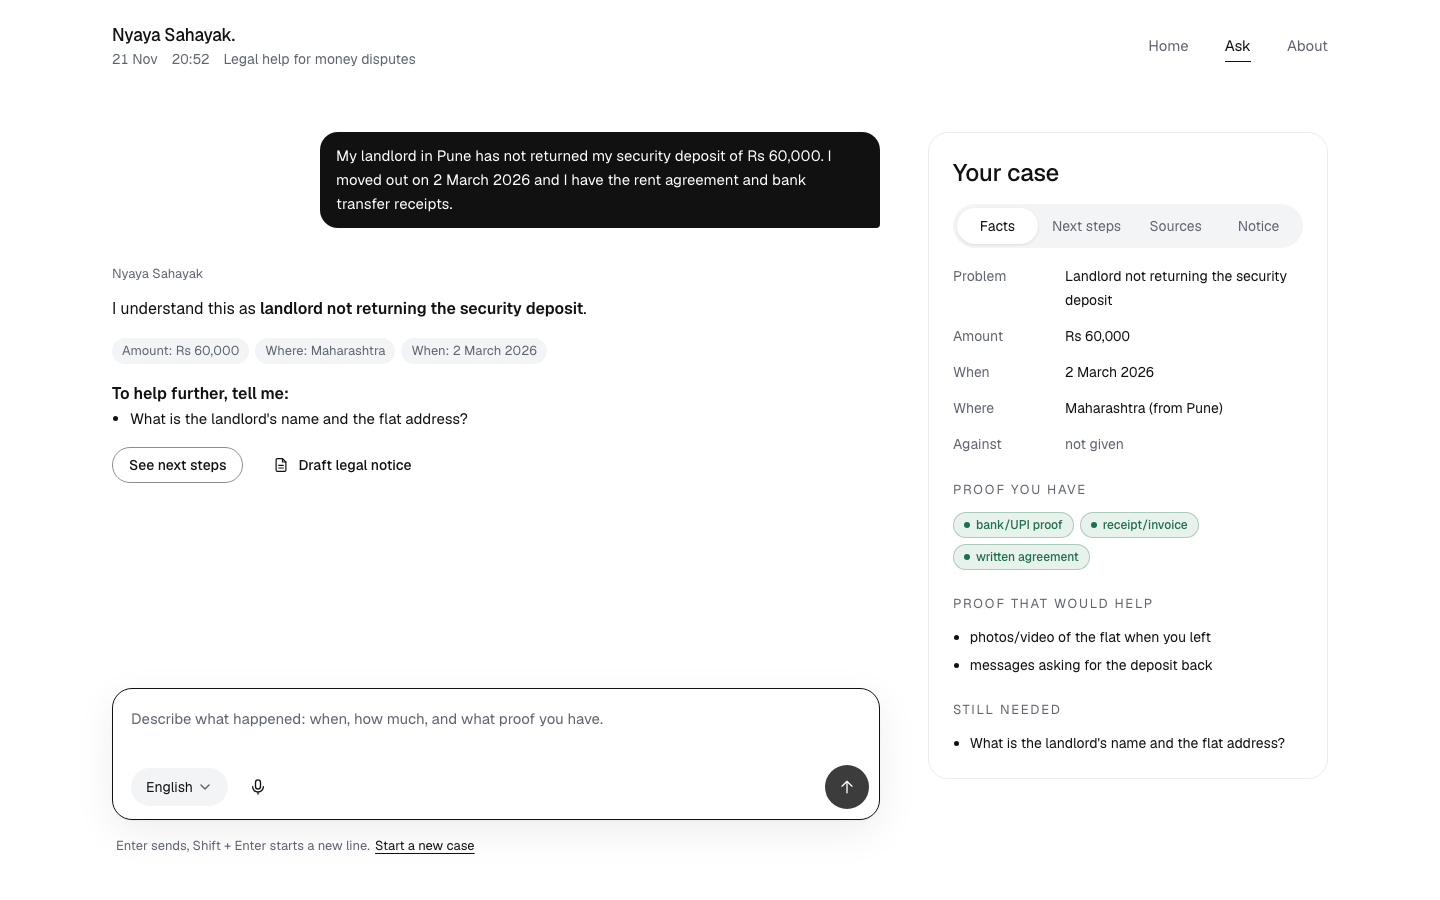 Nyaya Sahayak.
21 Nov 20:52 Legal help for money disputes
Home Ask About
My landlord in Pune has not returned my security deposit of Rs 60,000. I
moved out on 2 March 2026 and I have the rent agreement and bank
transfer receipts.
Nyaya Sahayak
I understand this as landlord not returning the security deposit.
Amount: Rs 60,000 Where: Maharashtra When: 2 March 2026
To help further, tell me:
• What is the landlord's name and the flat address?
See next steps Draft legal notice
Describe what happened: when, how much, and what proof you have.
English
Enter sends, Shift + Enter starts a new line. Start a new case
Your case
Facts Next steps Sources Notice
Problem Landlord not returning the security
deposit
Amount Rs 60,000
When 2 March 2026
Where Maharashtra (from Pune)
Against not given
PROOF YOU HAVE
bank/UPI proof receipt/invoice
written agreement
PROOF THAT WOULD HELP
• photos/video of the flat when you left
• messages asking for the deposit back
STILL NEEDED
• What is the landlord's name and the flat address?